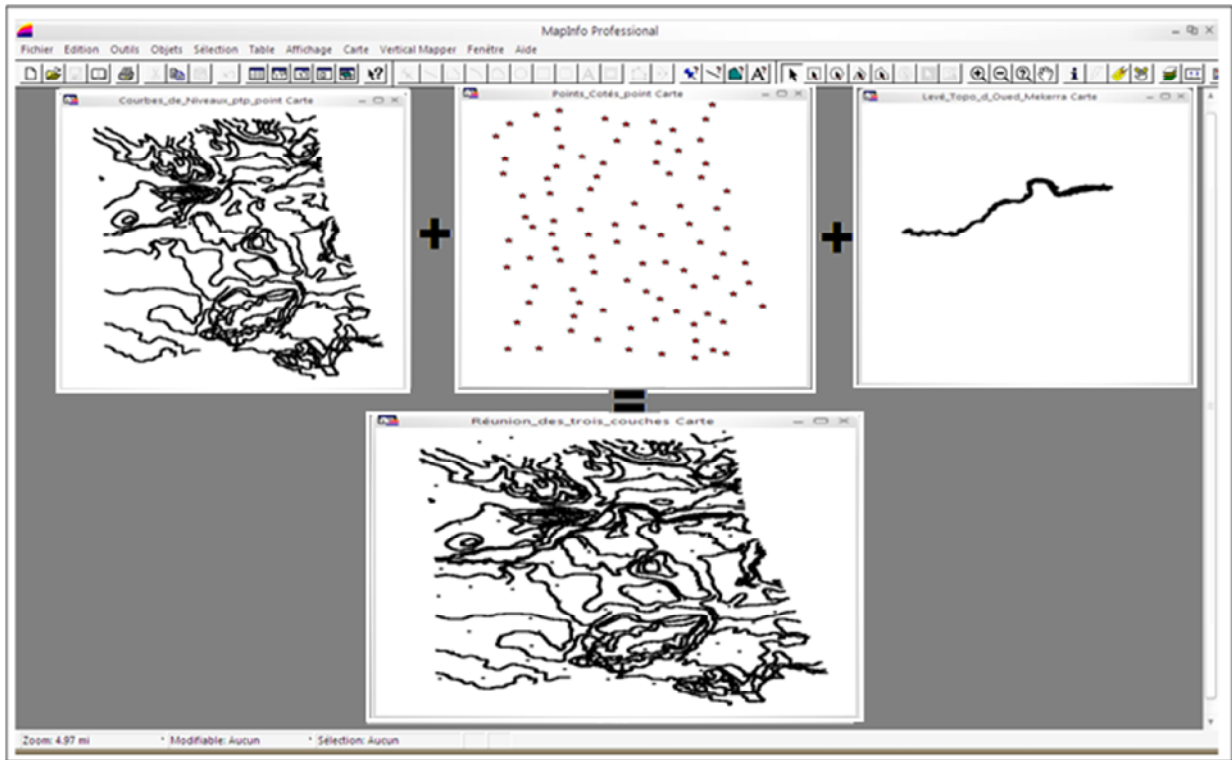 MapInfo Professional
Fichier Edition Outils Objets Sélection Table Affichage Carte Vertical Mapper Fenêtre Aide
Courbes_de_Niveaux_ptp_point Carte
Points_Cotés_point Carte
Levé_Topo_d_Oued_Mekerra Carte
+
+
=
Réunion_des_trois_couches Carte
Zoom: 4.97 mi
Modifiable: Aucun
Sélection: Aucun